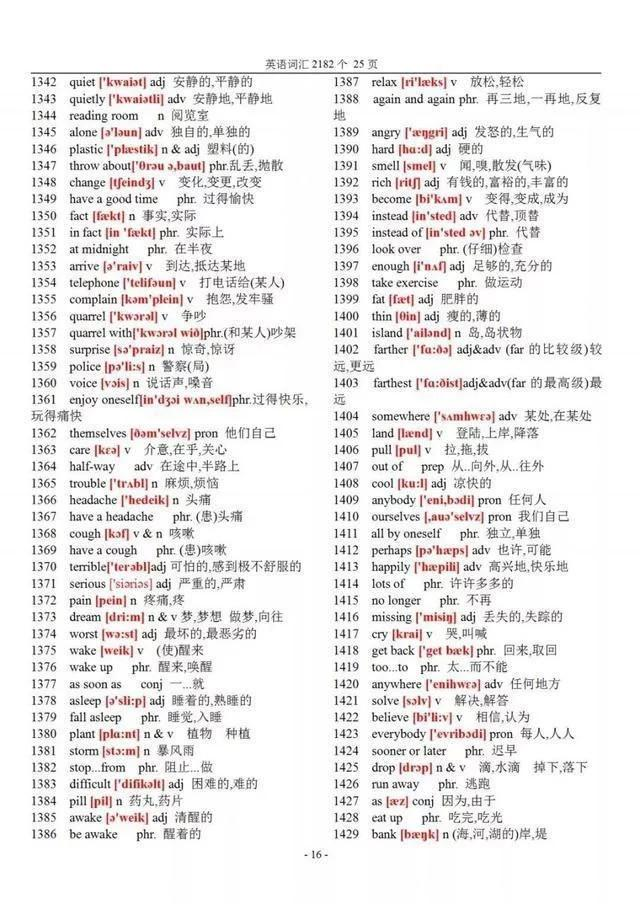 英语词汇 2182 个 25 页
1342 quiet ['kwaiət] adj 安静的,平静的
1343 quietly ['kwaiətli] adv 安静地,平静地
1344 reading room n 阅览室
1345 alone [ə'ləun] adv 独自的,单独的
1346 plastic ['plæstik] n & adj 塑料(的)
1347 throw about['θrəu ə,baut] phr.乱丢,抛散
1348 change [tʃeindʒ] v 变化,变更,改变
1349 have a good time phr. 过得愉快
1350 fact [fækt] n 事实,实际
1351 in fact [in 'fækt] phr. 实际上
1352 at midnight phr. 在半夜
1353 arrive [ə'raiv] v 到达,抵达某地
1354 telephone ['telifəun] v 打电话给(某人)
1355 complain [kəm'plein] v 抱怨,发牢骚
1356 quarrel ['kwərəl] v 争吵
1357 quarrel with['kwərəl wið]phr.(和某人)吵架
1358 surprise [sə'praiz] n 惊奇,惊讶
1359 police [pə'li:s] n 警察(局)
1360 voice [vəis] n 说话声,嗓音
1361 enjoy oneself[in'dʒəi wʌn,self]phr.过得快乐,
玩得痛快
1362 themselves [ðəm'selvz] pron 他们自己
1363 care [kɛə] v 介意,在乎,关心
1364 half-way adv 在途中,半路上
1365 trouble ['trʌbl] n 麻烦,烦恼
1366 headache ['hedeik] n 头痛
1367 have a headache phr. (患)头痛
1368 cough [kəf] v & n 咳嗽
1369 have a cough phr. (患)咳嗽
1370 terrible['terəbl]adj 可怕的,感到极不舒服的
1371 serious ['siəriəs] adj 严重的,严肃
1372 pain [pein] n 疼痛,疼
1373 dream [dri:m] n & v 梦,梦想 做梦,向往
1374 worst [wə:st] adj 最坏的,最恶劣的
1375 wake [weik] v (使)醒来
1376 wake up phr. 醒来,唤醒
1377 as soon as conj 一…就
1378 asleep [ə'sli:p] adj 睡着的,熟睡的
1379 fall asleep phr. 睡觉,入睡
1380 plant [plɑ:nt] n & v 植物 种植
1381 storm [stə:m] n 暴风雨
1382 stop...from phr. 阻止...做
1383 difficult ['difikəlt] adj 困难的,难的
1384 pill [pil] n 药丸,药片
1385 awake [ə'weik] adj 清醒的
1386 be awake phr. 醒着的
1387 relax [ri'læks] v 放松,轻松
1388 again and again phr. 再三地,一再地,反复
地
1389 angry ['æŋgri] adj 发怒的,生气的
1390 hard [hɑ:d] adj 硬的
1391 smell [smel] v 闻,嗅,散发(气味)
1392 rich [ritʃ] adj 有钱的,富裕的,丰富的
1393 become [bi'kʌm] v 变得,变成,成为
1394 instead [in'sted] adv 代替,顶替
1395 instead of [in'sted əv] phr. 代替
1396 look over phr. (仔细)检查
1397 enough [i'nʌf] adj 足够的,充分的
1398 take exercise phr. 做运动
1399 fat [fæt] adj 肥胖的
1400 thin [θin] adj 瘦的,薄的
1401 island ['ailənd] n 岛,岛状物
1402 farther ['fɑ:ðə] adj&adv (far 的比较级)较
远,更远
1403 farthest ['fɑ:ðist]adj&adv(far 的最高级)最
远
1404 somewhere ['sʌmhwɛə] adv 某处,在某处
1405 land [lænd] v 登陆,上岸,降落
1406 pull [pul] v 拉,拖,拔
1407 out of prep 从..向外,从..往外
1408 cool [ku:l] adj 凉快的
1409 anybody ['eni,bədi] pron 任何人
1410 ourselves [,auə'selvz] pron 我们自己
1411 all by oneself phr. 独立,单独
1412 perhaps [pə'hæps] adv 也许,可能
1413 happily ['hæpili] adv 高兴地,快乐地
1414 lots of phr. 许许多多的
1415 no longer phr. 不再
1416 missing ['misiŋ] adj 丢失的,失踪的
1417 cry [krai] v 哭,叫喊
1418 get back ['get bæk] phr. 回来,取回
1419 too...to phr. 太…而不能
1420 anywhere ['enihwɛə] adv 任何地方
1421 solve [səlv] v 解决,解答
1422 believe [bi'li:v] v 相信,认为
1423 everybody ['evribədi] pron 每人,人人
1424 sooner or later phr. 迟早
1425 drop [drəp] n & v 滴,水滴 掉下,落下
1426 run away phr. 逃跑
1427 as [æz] conj 因为,由于
1428 eat up phr. 吃完,吃光
1429 bank [bæŋk] n (海,河,湖的)岸,堤
- 16 -